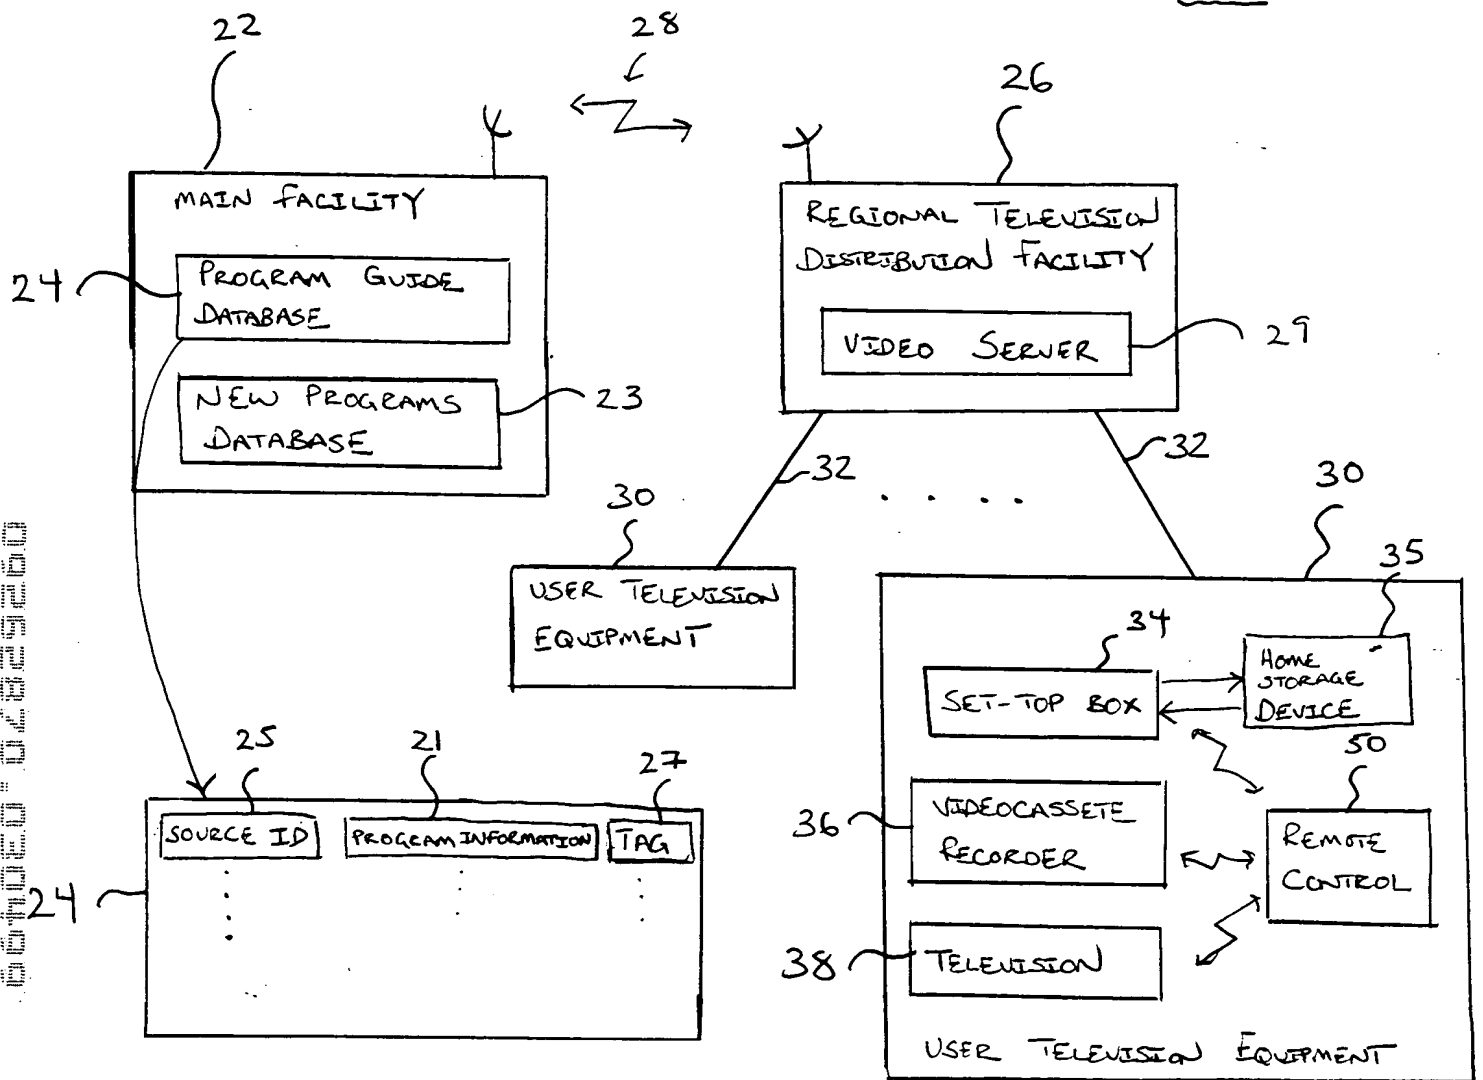 22
28
26
MAIN FACILITY
24
PROGRAM GUIDE
DATABASE
NEW PROGRAMS
DATABASE
23
REGIONAL TELEVISION
DISTRIBUTION FACILITY
VIDEO SERVER
29
32
32
30
USER TELEVISION
EQUIPMENT
30
35
34
SET-TOP BOX
HOME
STORAGE
DEVICE
50
36
VIDEOCASSETE
RECORDER
REMOTE
CONTROL
38
TELEVISION
USER TELEVISION EQUIPMENT
25
21
27
SOURCE ID
PROGRAM INFORMATION
TAG
24